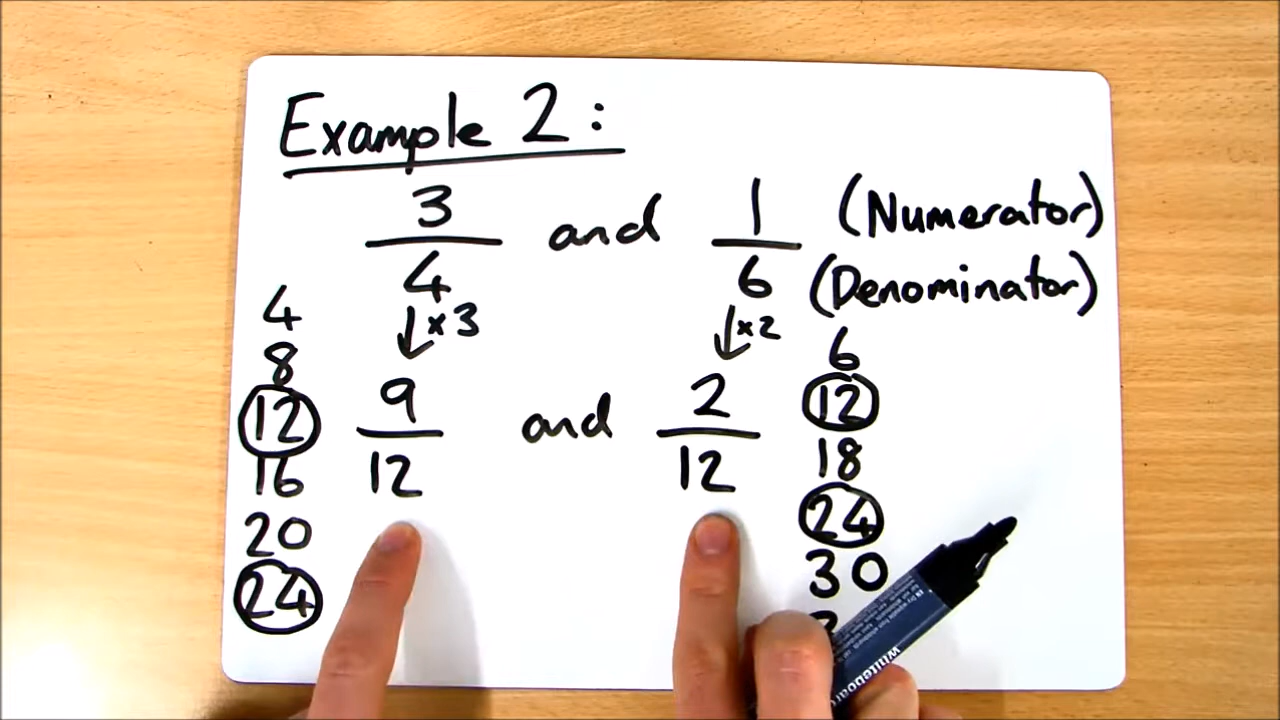 Example 2:
3 and 1 (Numerator)
4 6 (Denominator)
4 ↓×3 ↓×2 6
8 9 and 2 12
12 12 12 18
16 24
20 30
24
whiteboard